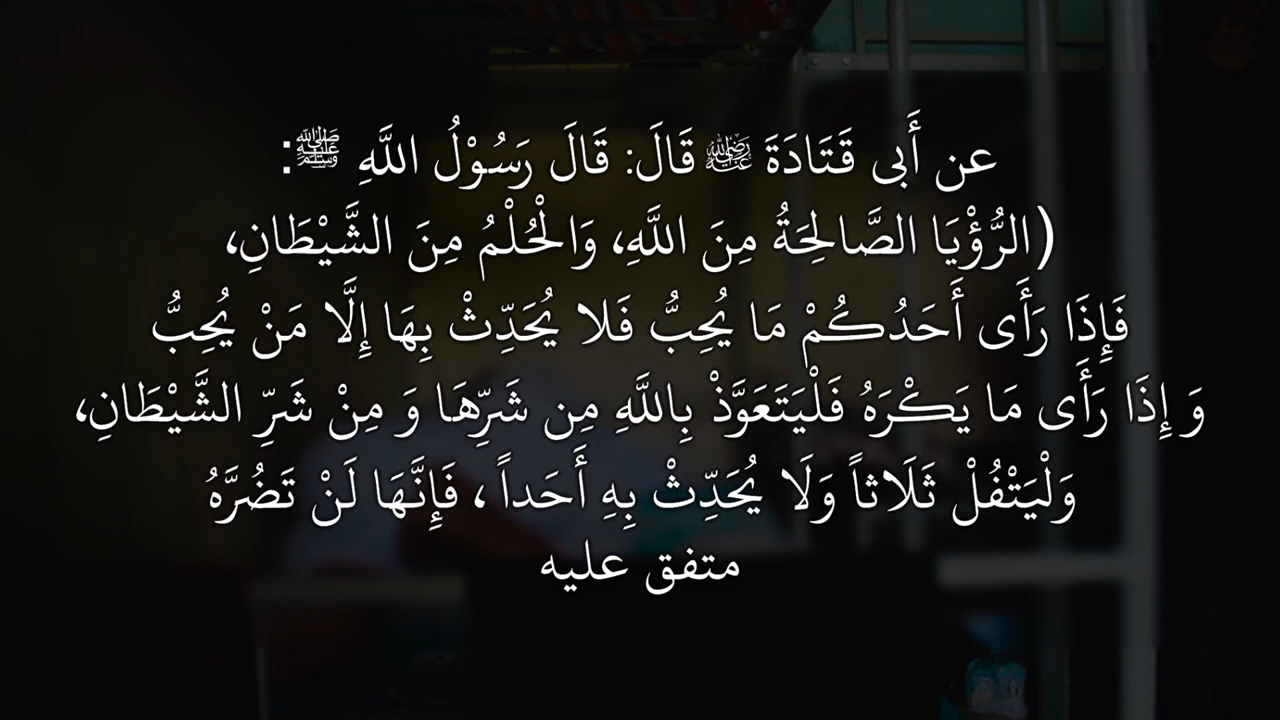 عن أَبى قَتَادَةَ ؓ قَالَ: قَالَ رَسُوْلُ اللَّهِ ﷺ:
(الرُّؤْيَا الصَّالِحَةُ مِنَ اللَّهِ، وَالْحُلْمُ مِنَ الشَّيْطَانِ،
فَإِذَا رَأَى أَحَدُكُمْ مَا يُحِبُّ فَلا يُحَدِّثْ بِهَا إِلَّا مَنْ يُحِبُّ
وَ إِذَا رَأَى مَا يَكْرَهُ فَلْيَتَعَوَّذْ بِاللَّهِ مِن شَرِّهَا وَ مِنْ شَرِّ الشَّيْطَانِ،
وَلْيَتْفُلْ ثَلَاثاً وَلَا يُحَدِّثْ بِهِ أَحَداً ، فَإِنَّهَا لَنْ تَضُرَّهُ
متفق عليه